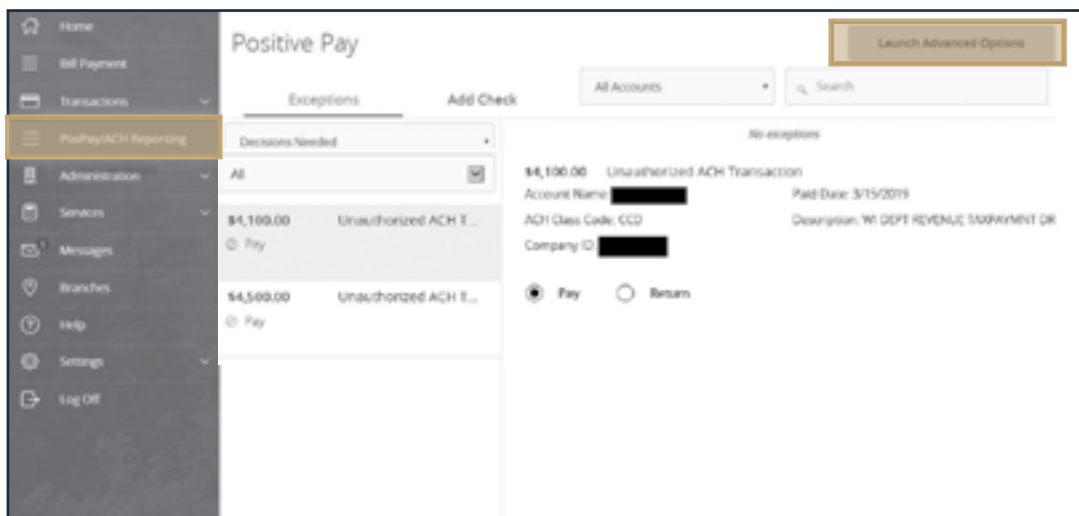 Home
Bill Payment
Transactions
PosPay/ACH Reporting
Administration
Services
Messages
Branches
Help
Settings
Log Off
Positive Pay
Launch Advanced Options
Exceptions
Add Check
All Accounts
Search
Decisions Needed
All
$4,100.00 Unauthorized ACH T...
Pay
$4,500.00 Unauthorized ACH T...
Pay
No exceptions
$4,100.00 Unauthorized ACH Transaction
Account Name: Paid Date: 3/15/2019
ACH Class Code: CCD Description: WI DEPT REVENUE TAXPAYMNT DR
Company ID:
Pay Return